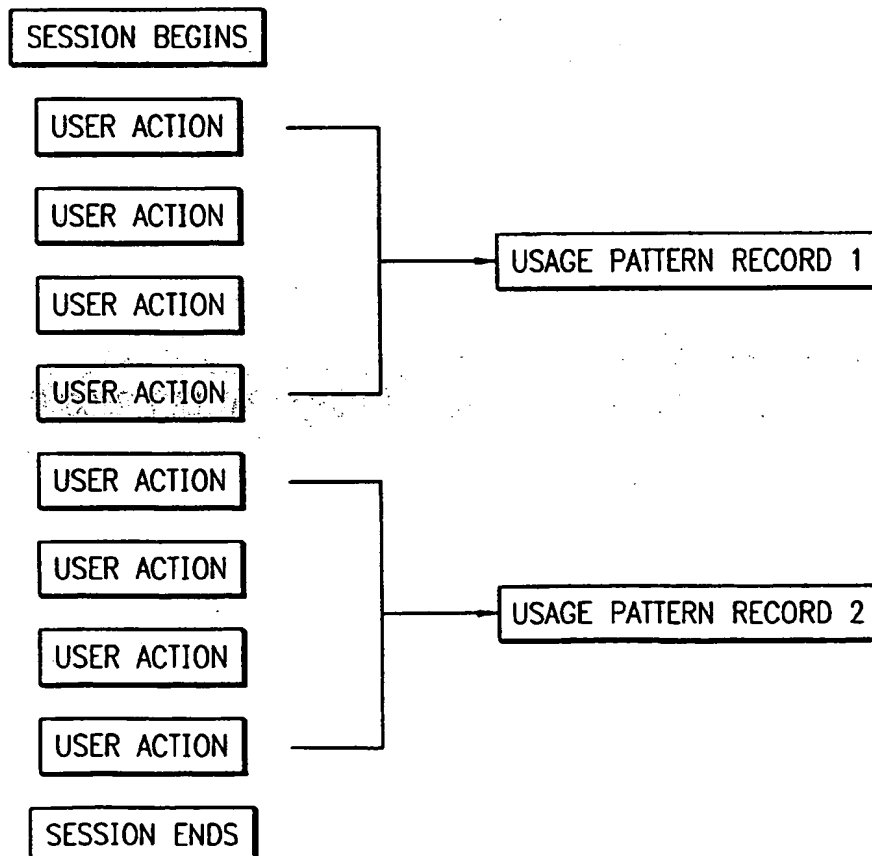 SESSION BEGINS
USER ACTION
USER ACTION
USER ACTION
USER ACTION
USAGE PATTERN RECORD 1
USER ACTION
USER ACTION
USER ACTION
USER ACTION
USAGE PATTERN RECORD 2
SESSION ENDS